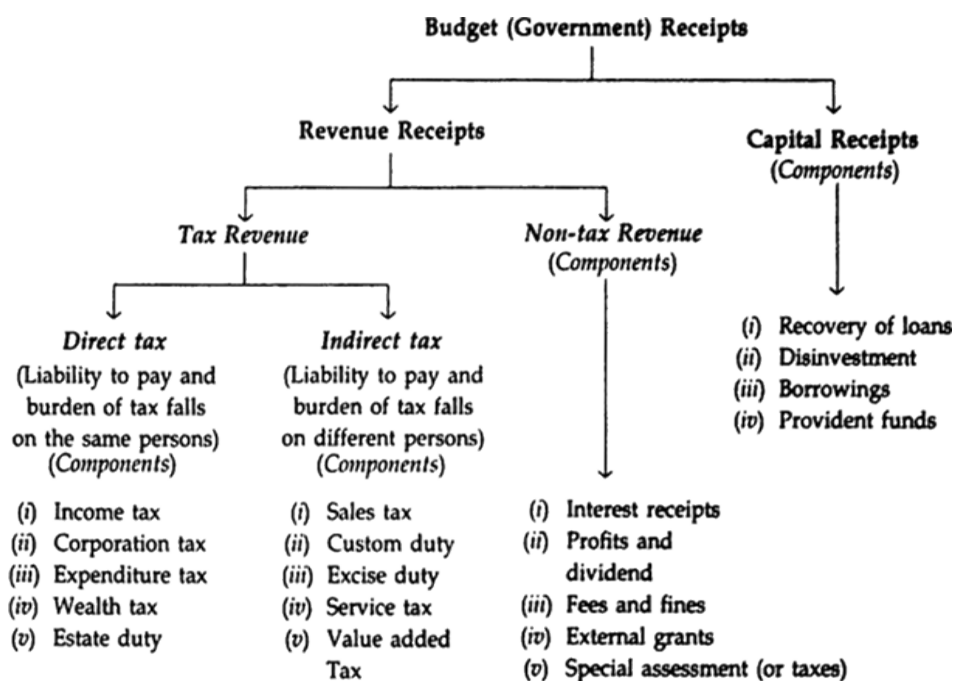 Budget (Government) Receipts
Revenue Receipts
Capital Receipts
(Components)
Tax Revenue
Non-tax Revenue
(Components)
Direct tax
(Liability to pay and
burden of tax falls
on the same persons)
(Components)
(i) Income tax
(ii) Corporation tax
(iii) Expenditure tax
(iv) Wealth tax
(v) Estate duty
Indirect tax
(Liability to pay and
burden of tax falls
on different persons)
(Components)
(i) Sales tax
(ii) Custom duty
(iii) Excise duty
(iv) Service tax
(v) Value added
Tax
(i) Interest receipts
(ii) Profits and
dividend
(iii) Fees and fines
(iv) External grants
(v) Special assessment (or taxes)
(i) Recovery of loans
(ii) Disinvestment
(iii) Borrowings
(iv) Provident funds